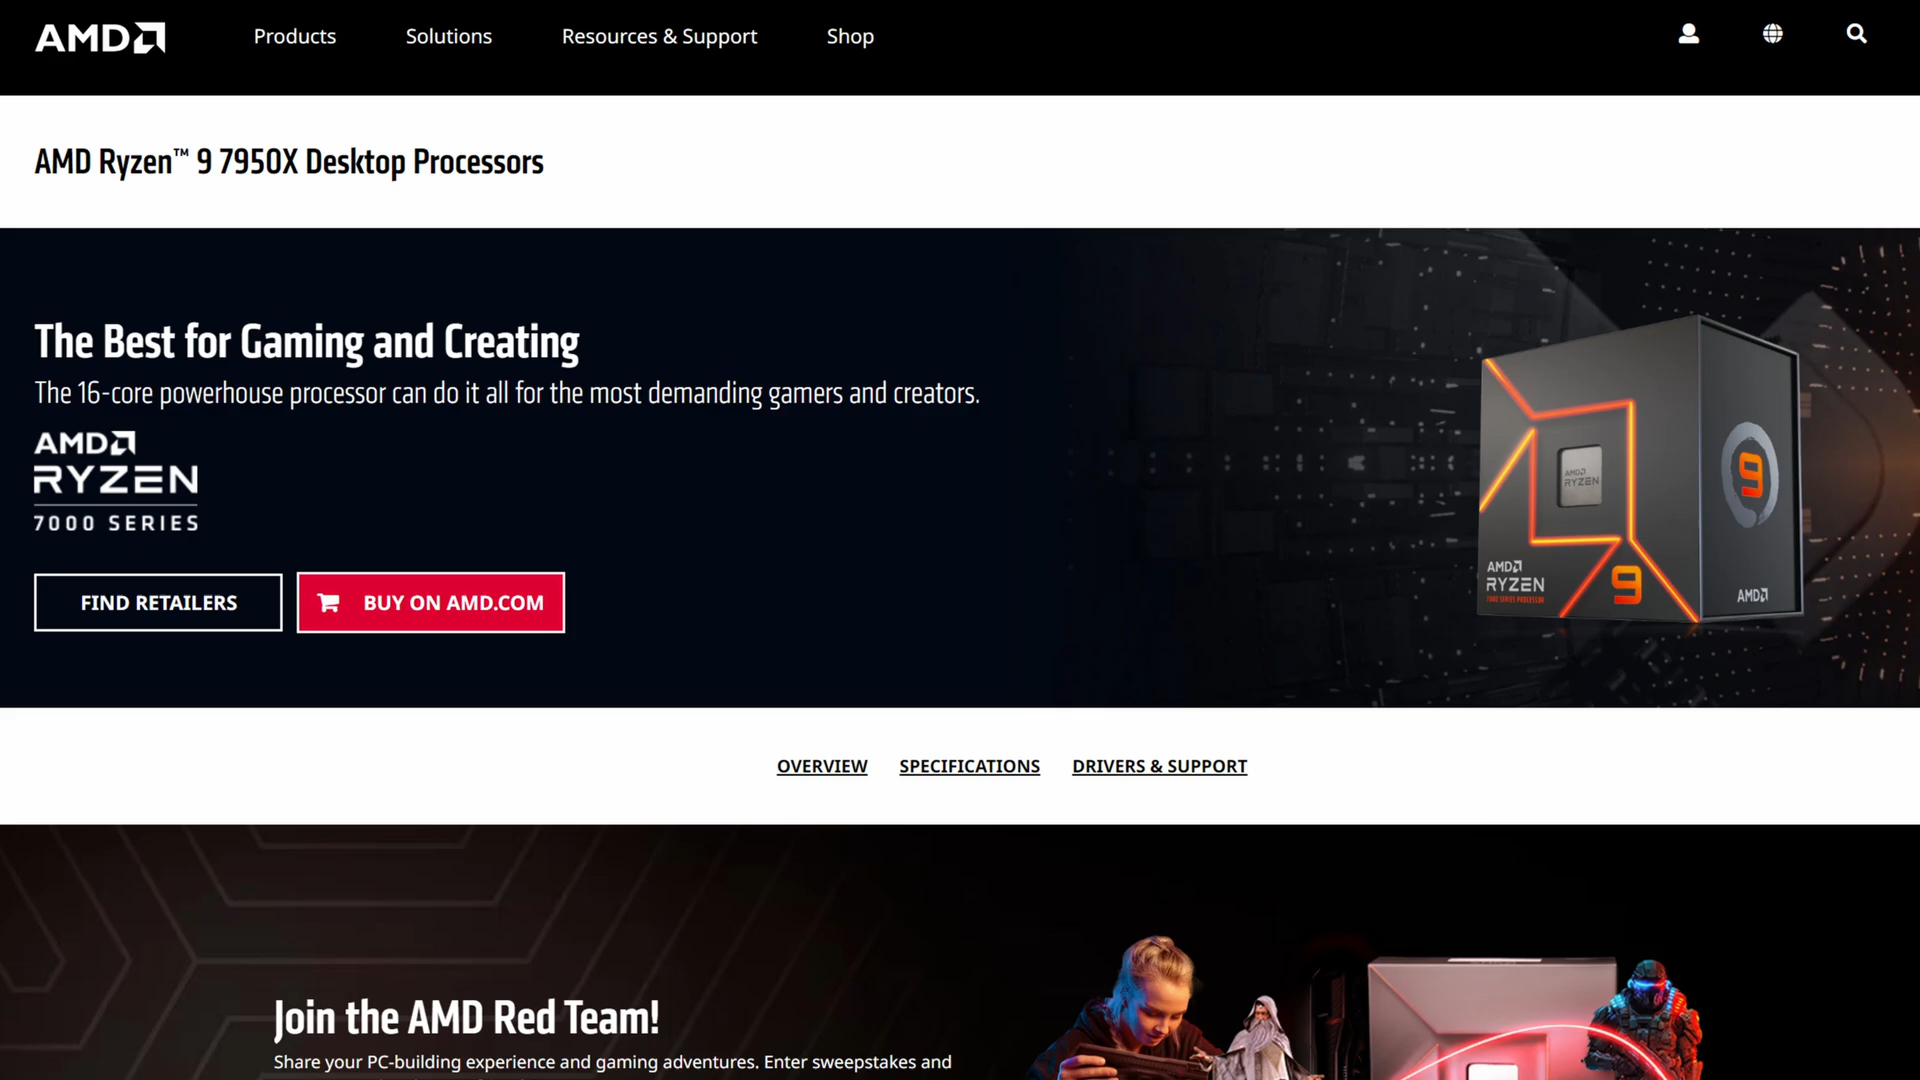 AMD
Products
Solutions
Resources & Support
Shop
AMD Ryzen™ 9 7950X Desktop Processors
The Best for Gaming and Creating
The 16-core powerhouse processor can do it all for the most demanding gamers and creators.
AMD
RYZEN
7000 SERIES
FIND RETAILERS
BUY ON AMD.COM
AMD
RYZEN
9
AMD
RYZEN
7000 SERIES PROCESSOR
9
AMD
OVERVIEW
SPECIFICATIONS
DRIVERS & SUPPORT
Join the AMD Red Team!
Share your PC-building experience and gaming adventures. Enter sweepstakes and